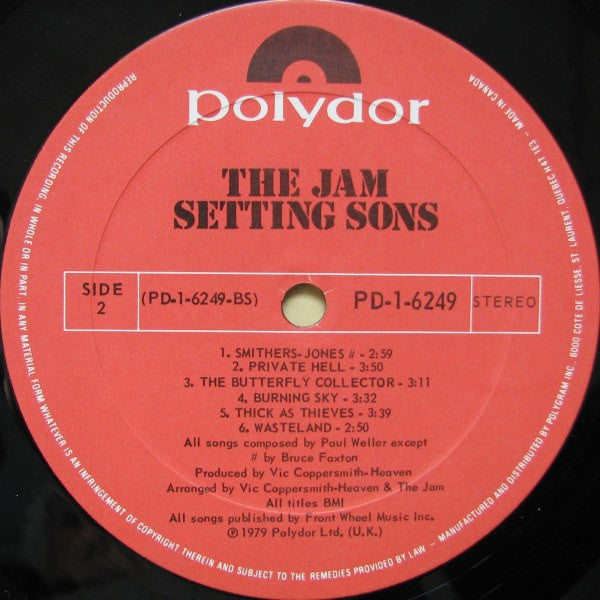 polydor
THE JAM
SETTING SONS
SIDE
2
(PD-1-6249-BS)
PD-1-6249
STEREO
1. SMITHERS-JONES # - 2:59
2. PRIVATE HELL - 3:50
3. THE BUTTERFLY COLLECTOR - 3:11
4. BURNING SKY - 3:32
5. THICK AS THIEVES - 3:39
6. WASTELAND - 2:50
All songs composed by Paul Weller except
# by Bruce Foxton
Produced by Vic Coppersmith-Heaven
Arranged by Vic Coppersmith-Heaven & The Jam
All titles BMI
All songs published by Front Wheel Music Inc.
℗ 1979 Polydor Ltd, (U.K.)
REPRODUCTION OF THIS RECORDING, IN WHOLE OR IN PART, IN ANY MATERIAL FORM WHATEVER IS AN INFRINGEMENT OF COPYRIGHT THEREIN AND SUBJECT TO THE REMEDIES PROVIDED BY LAW — MANUFACTURED AND DISTRIBUTED BY POLYGRAM INC. 6000 COTE DE LIESSE, ST. LAURENT, QUEBEC H4T 1E3 — MADE IN CANADA